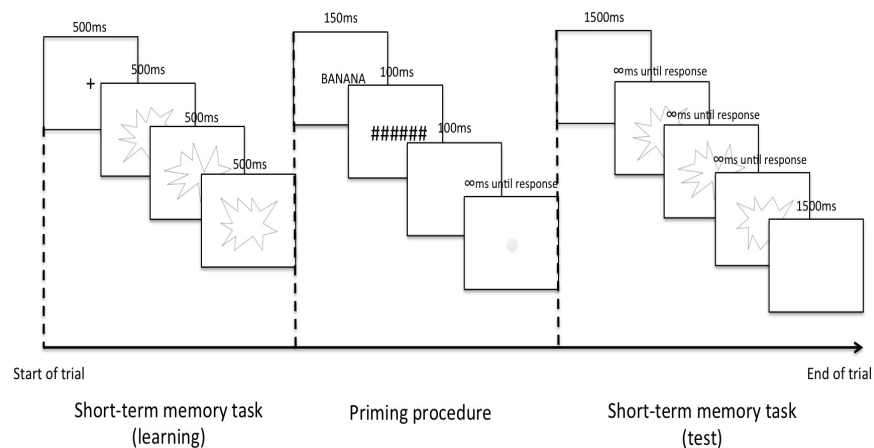 500ms
+
500ms
500ms
500ms
150ms
BANANA
100ms
######
100ms
∞ms until response
1500ms
∞ms until response
∞ms until response
∞ms until response
1500ms
Start of trial
End of trial
Short-term memory task
(learning)
Priming procedure
Short-term memory task
(test)